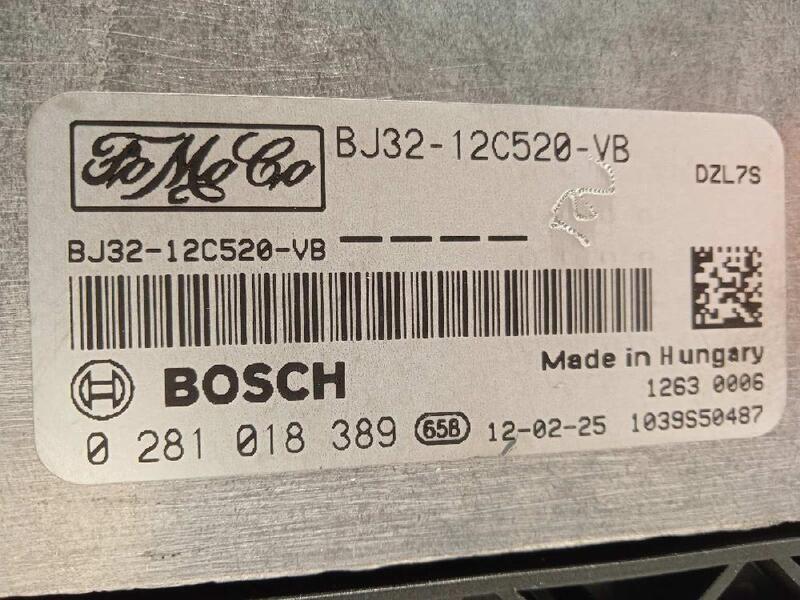 FoMoCo
BJ32-12C520-VB
DZL7S
BJ32-12C520-VB
BOSCH
Made in Hungary
1263 0006
0 281 018 389 65B 12-02-25 1039S50487